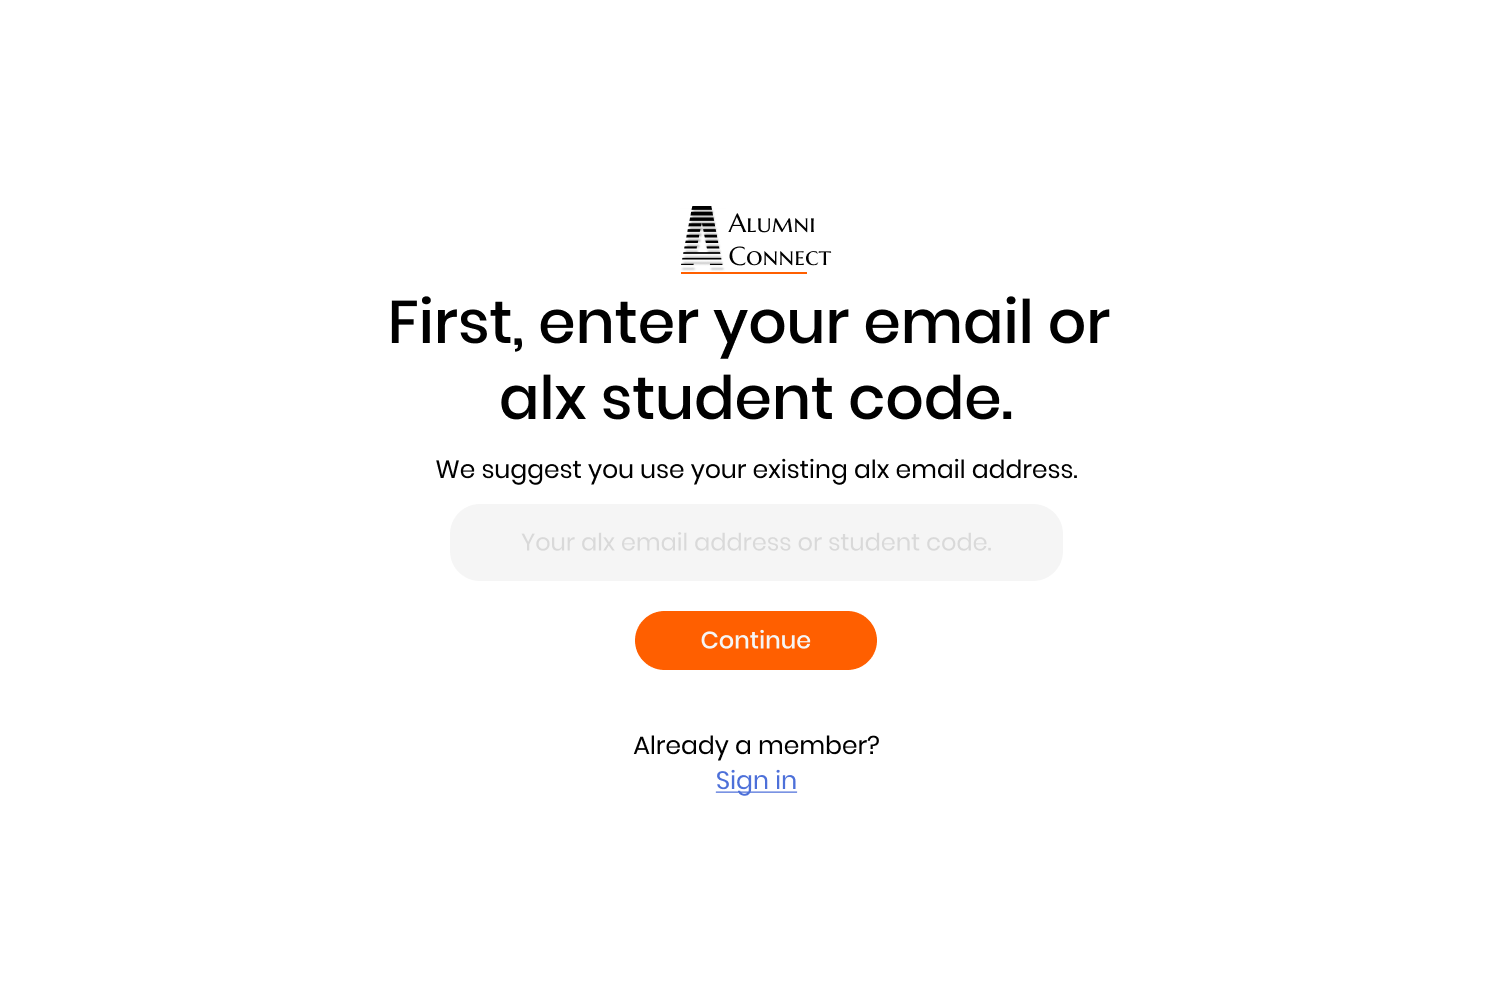 ALUMNI
CONNECT
First, enter your email or
alx student code.
We suggest you use your existing alx email address.
Your alx email address or student code.
Continue
Already a member?
Sign in